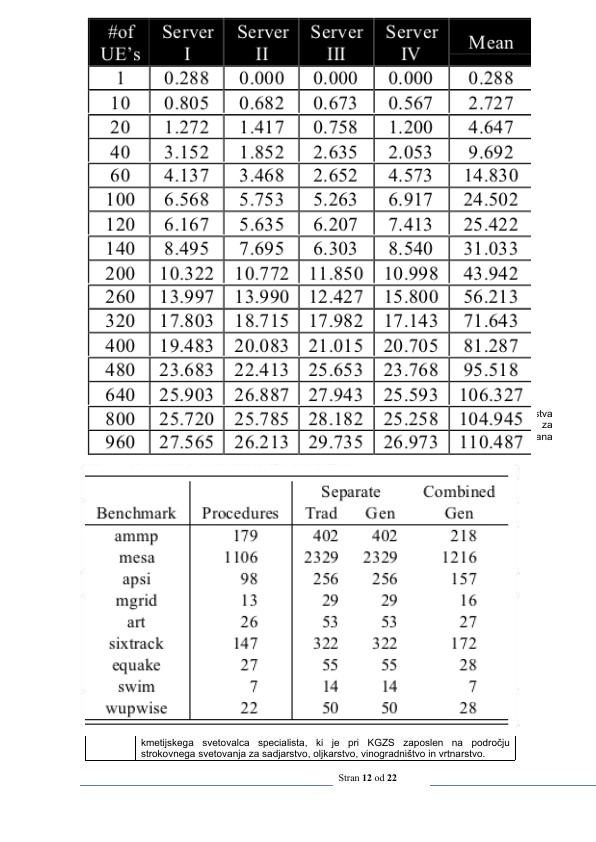 #of Server Server Server Server Mean
UE's I II III IV
1 0.288 0.000 0.000 0.000 0.288
10 0.805 0.682 0.673 0.567 2.727
20 1.272 1.417 0.758 1.200 4.647
40 3.152 1.852 2.635 2.053 9.692
60 4.137 3.468 2.652 4.573 14.830
100 6.568 5.753 5.263 6.917 24.502
120 6.167 5.635 6.207 7.413 25.422
140 8.495 7.695 6.303 8.540 31.033
200 10.322 10.772 11.850 10.998 43.942
260 13.997 13.990 12.427 15.800 56.213
320 17.803 18.715 17.982 17.143 71.643
400 19.483 20.083 21.015 20.705 81.287
480 23.683 22.413 25.653 23.768 95.518
640 25.903 26.887 27.943 25.593 106.327
800 25.720 25.785 28.182 25.258 104.945
960 27.565 26.213 29.735 26.973 110.487
za
Separate Combined
Benchmark Procedures Trad Gen Gen
ammp 179 402 402 218
mesa 1106 2329 2329 1216
apsi 98 256 256 157
mgrid 13 29 29 16
art 26 53 53 27
sixtrack 147 322 322 172
equake 27 55 55 28
swim 7 14 14 7
wupwise 22 50 50 28
kmetijskega svetovalca specialista, ki je pri KGZS zaposlen na področju
strokovnega svetovanja za sadjarstvo, oljkarstvo, vinogradništvo in vrtnarstvo.
Stran 12 od 22